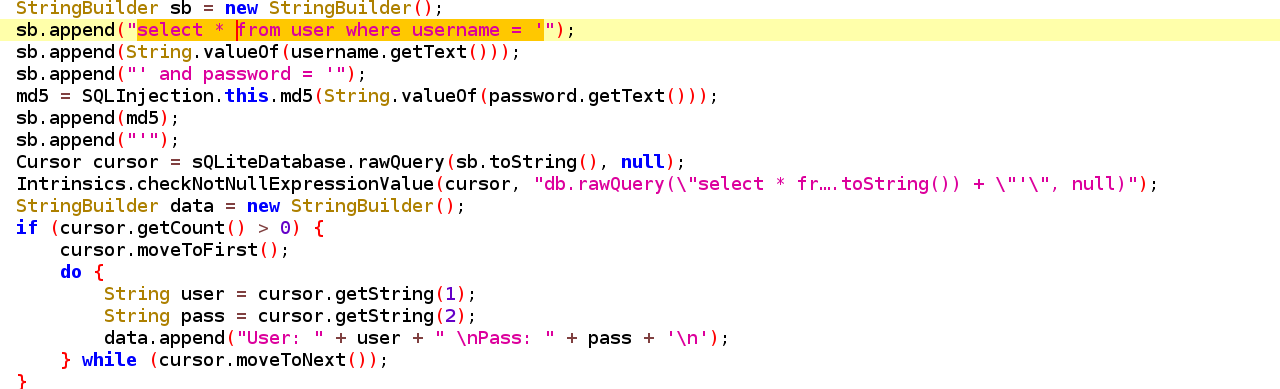 StringBuilder sb = new StringBuilder();
sb.append("select * from user where username = '");
sb.append(String.valueOf(username.getText()));
sb.append("' and password = '");
md5 = SQLInjection.this.md5(String.valueOf(password.getText()));
sb.append(md5);
sb.append("'");
Cursor cursor = sQLiteDatabase.rawQuery(sb.toString(), null);
Intrinsics.checkNotNullExpressionValue(cursor, "db.rawQuery(\"select * fr….toString()) + \"'\", null)");
StringBuilder data = new StringBuilder();
if (cursor.getCount() > 0) {
    cursor.moveToFirst();
    do {
        String user = cursor.getString(1);
        String pass = cursor.getString(2);
        data.append("User: " + user + " \nPass: " + pass + '\n');
    } while (cursor.moveToNext());
}